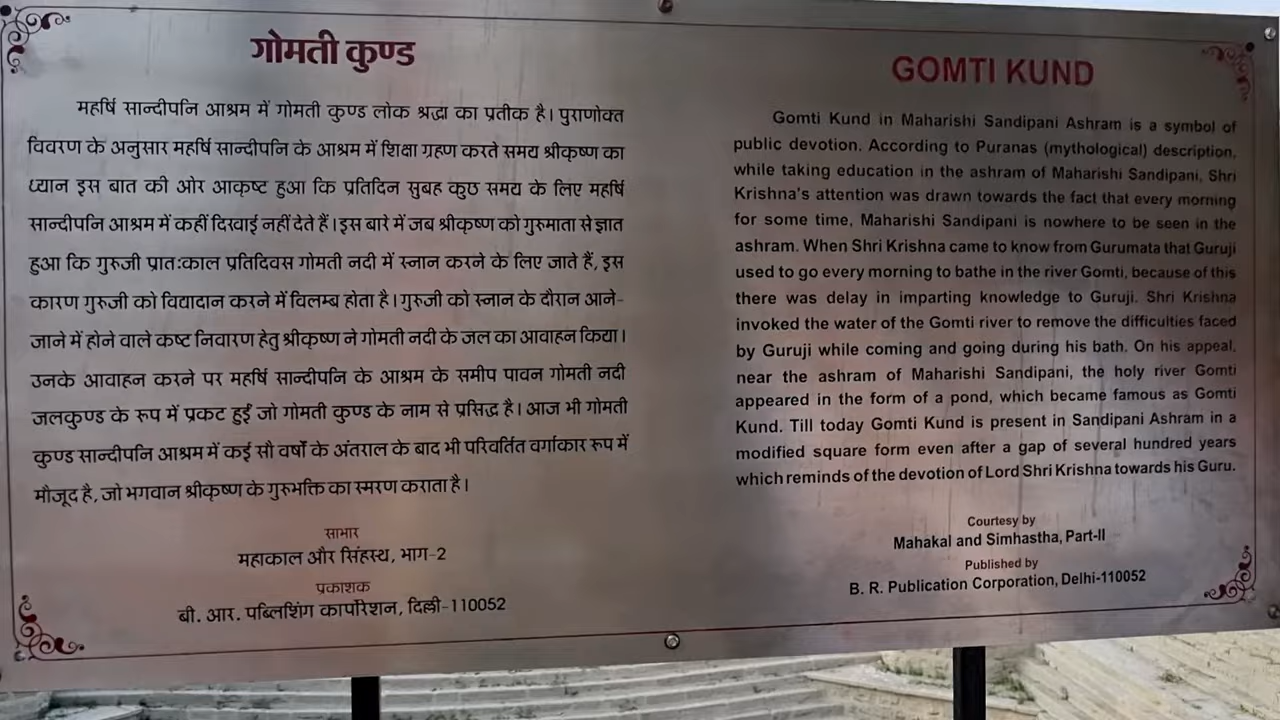 गोमती कुण्ड
महर्षि सान्दीपनि आश्रम में गोमती कुण्ड लोक श्रद्धा का प्रतीक है। पुराणोक्त
विवरण के अनुसार महर्षि सान्दीपनि के आश्रम में शिक्षा ग्रहण करते समय श्रीकृष्ण का
ध्यान इस बात की ओर आकृष्ट हुआ कि प्रतिदिन सुबह कुछ समय के लिए महर्षि
सान्दीपनि आश्रम में कहीं दिखाई नहीं देते हैं। इस बारे में जब श्रीकृष्ण को गुरुमाता से ज्ञात
हुआ कि गुरुजी प्रात:काल प्रतिदिवस गोमती नदी में स्नान करने के लिए जाते हैं, इस
कारण गुरुजी को विद्यादान करने में विलम्ब होता है। गुरुजी को स्नान के दौरान आने-
जाने में होने वाले कष्ट निवारण हेतु श्रीकृष्ण ने गोमती नदी के जल का आवाहन किया।
उनके आवाहन करने पर महर्षि सान्दीपनि के आश्रम के समीप पावन गोमती नदी
जलकुण्ड के रूप में प्रकट हुईं जो गोमती कुण्ड के नाम से प्रसिद्ध है। आज भी गोमती
कुण्ड सान्दीपनि आश्रम में कई सौ वर्षों के अंतराल के बाद भी परिवर्तित वर्गाकार रूप में
मौजूद है, जो भगवान श्रीकृष्ण के गुरुभक्ति का स्मरण कराता है।
साभार
महाकाल और सिंहस्थ, भाग-2
प्रकाशक
बी. आर. पब्लिशिंग कार्पोरेशन, दिल्ली-110052
GOMTI KUND
Gomti Kund in Maharishi Sandipani Ashram is a symbol of
public devotion. According to Puranas (mythological) description,
while taking education in the ashram of Maharishi Sandipani, Shri
Krishna's attention was drawn towards the fact that every morning
for some time, Maharishi Sandipani is nowhere to be seen in the
ashram. When Shri Krishna came to know from Gurumata that Guruji
used to go every morning to bathe in the river Gomti, because of this
there was delay in imparting knowledge to Guruji. Shri Krishna
invoked the water of the Gomti river to remove the difficulties faced
by Guruji while coming and going during his bath. On his appeal,
near the ashram of Maharishi Sandipani, the holy river Gomti
appeared in the form of a pond, which became famous as Gomti
Kund. Till today Gomti Kund is present in Sandipani Ashram in a
modified square form even after a gap of several hundred years
which reminds of the devotion of Lord Shri Krishna towards his Guru.
Courtesy by
Mahakal and Simhastha, Part-II
Published by
B. R. Publication Corporation, Delhi-110052